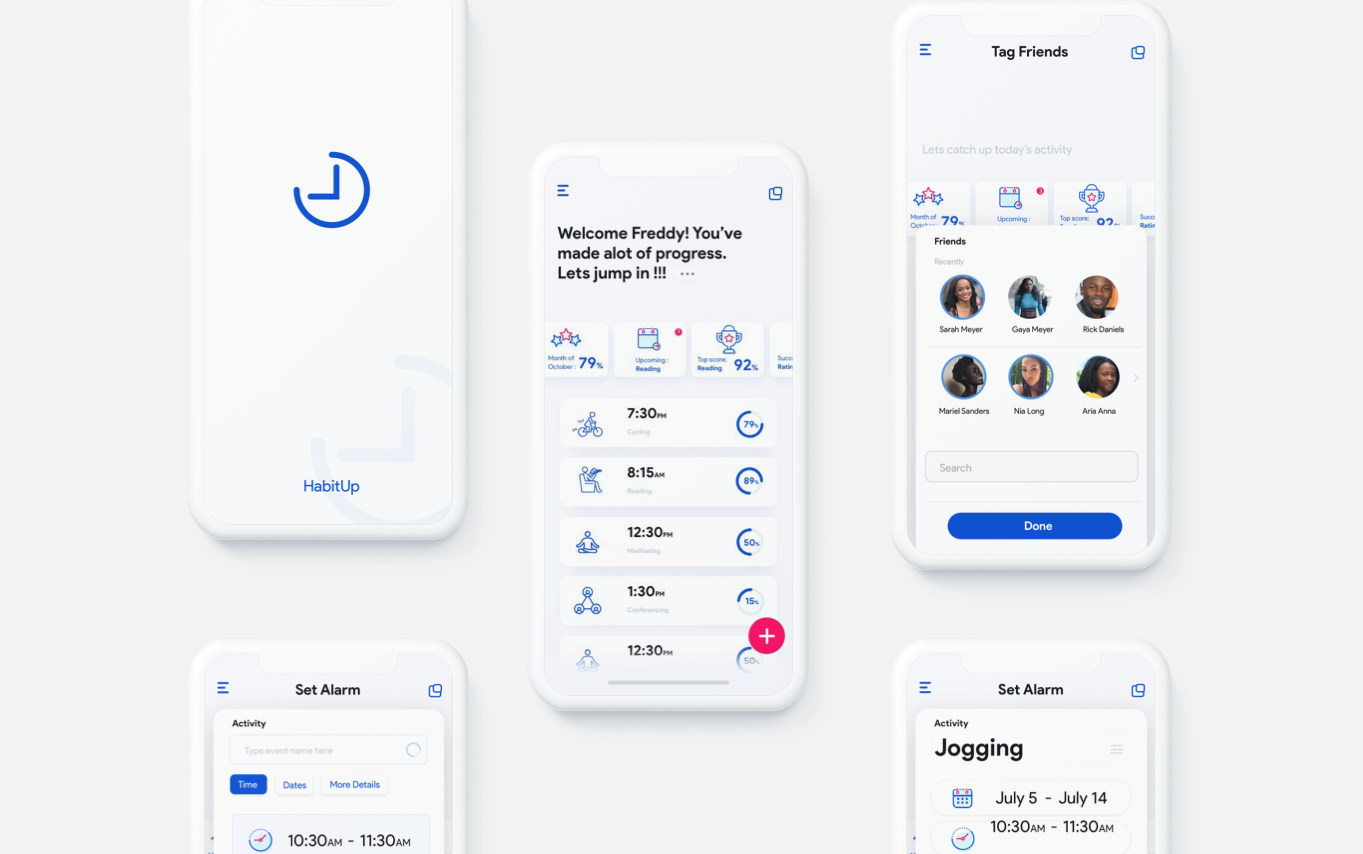 HabitUp
Welcome Freddy! You've
made alot of progress.
Lets jump in !!!
Month of
October : 79%
Upcoming :
Reading
Top score:
Reading 92%
Succ
Ratin
7:30PM
Cycling
79%
8:15AM
Reading
89%
12:30PM
Meditating
50%
1:30PM
Conferencing
15%
12:30PM
50%
Tag Friends
Lets catch up today's activity
Month of
79%
Upcoming :
3
Top score:
92%
Succ
Ratin
Friends
Recently
Sarah Meyer
Gaya Meyer
Rick Daniels
Mariel Sanders
Nia Long
Aria Anna
Search
Done
Set Alarm
Activity
Type event name here
Time
Dates
More Details
10:30AM - 11:30AM
Set Alarm
Activity
Jogging
July 5 - July 14
10:30AM - 11:30AM